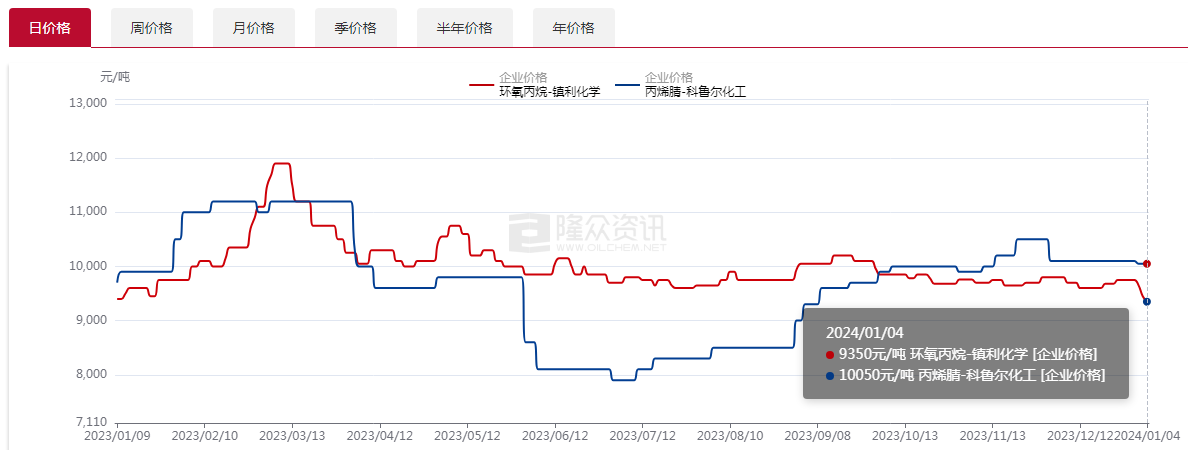 日价格 周价格 月价格 季价格 半年价格 年价格
元/吨
企业价格 企业价格
环氧丙烷-镇利化学 丙烯腈-科鲁尔化工
13,000
12,000
11,000
10,000
9,000
8,000
7,110
隆众资讯
WWW.OILCHEM.NET
2024/01/04
9350元/吨 环氧丙烷-镇利化学 [企业价格]
10050元/吨 丙烯腈-科鲁尔化工 [企业价格]
2023/01/09 2023/02/10 2023/03/13 2023/04/12 2023/05/12 2023/06/12 2023/07/12 2023/08/10 2023/09/08 2023/10/13 2023/11/13 2023/12/12 2024/01/04